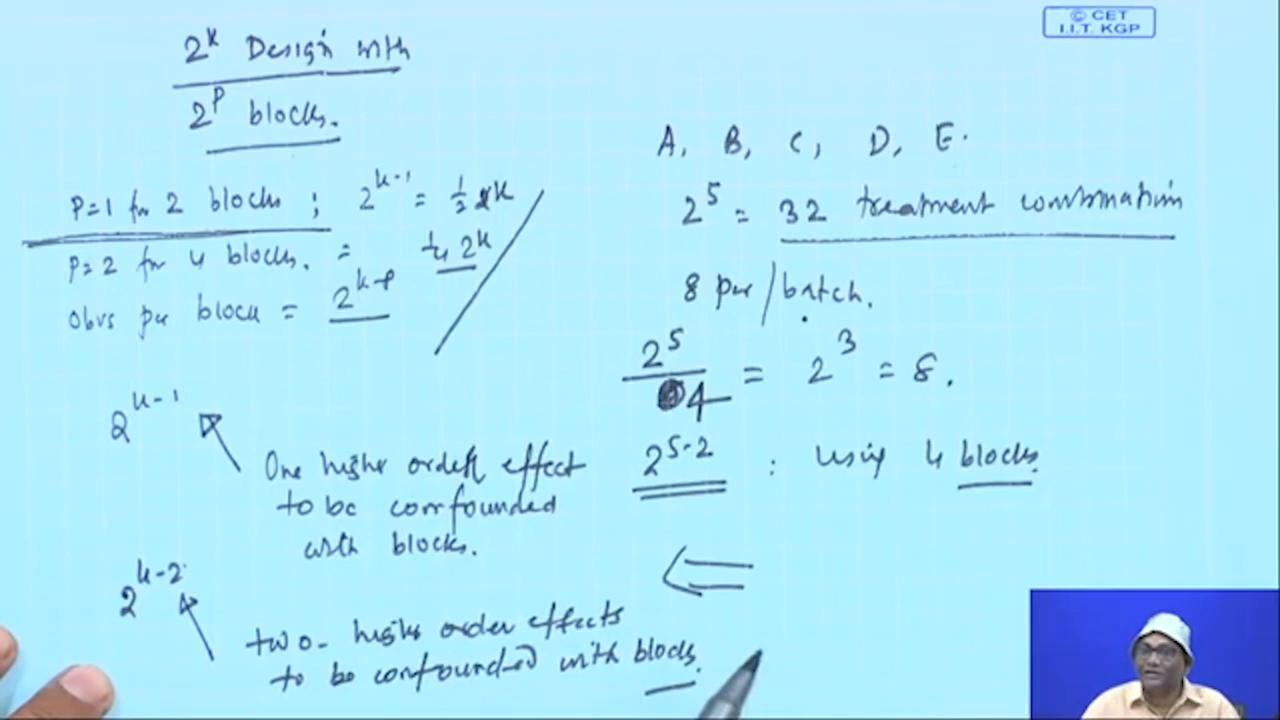 © CET
I.I.T. KGP
2^k Design with
2^p blocks.
P=1 for 2 blocks ; 2^k-1 = 1/2 2^k
P=2 for 4 blocks. = 1/4 2^k
Obvs per block = 2^k-p
2^k-1
One higher order effect
to be confounded
with blocks.
2^k-2
two- higher order effects
to be confounded with blocks.
A, B, C, D, E.
2^5 = 32 treatment combination
8 per/batch.
2^5/4 = 2^3 = 8.
2^5-2 : using 4 blocks.